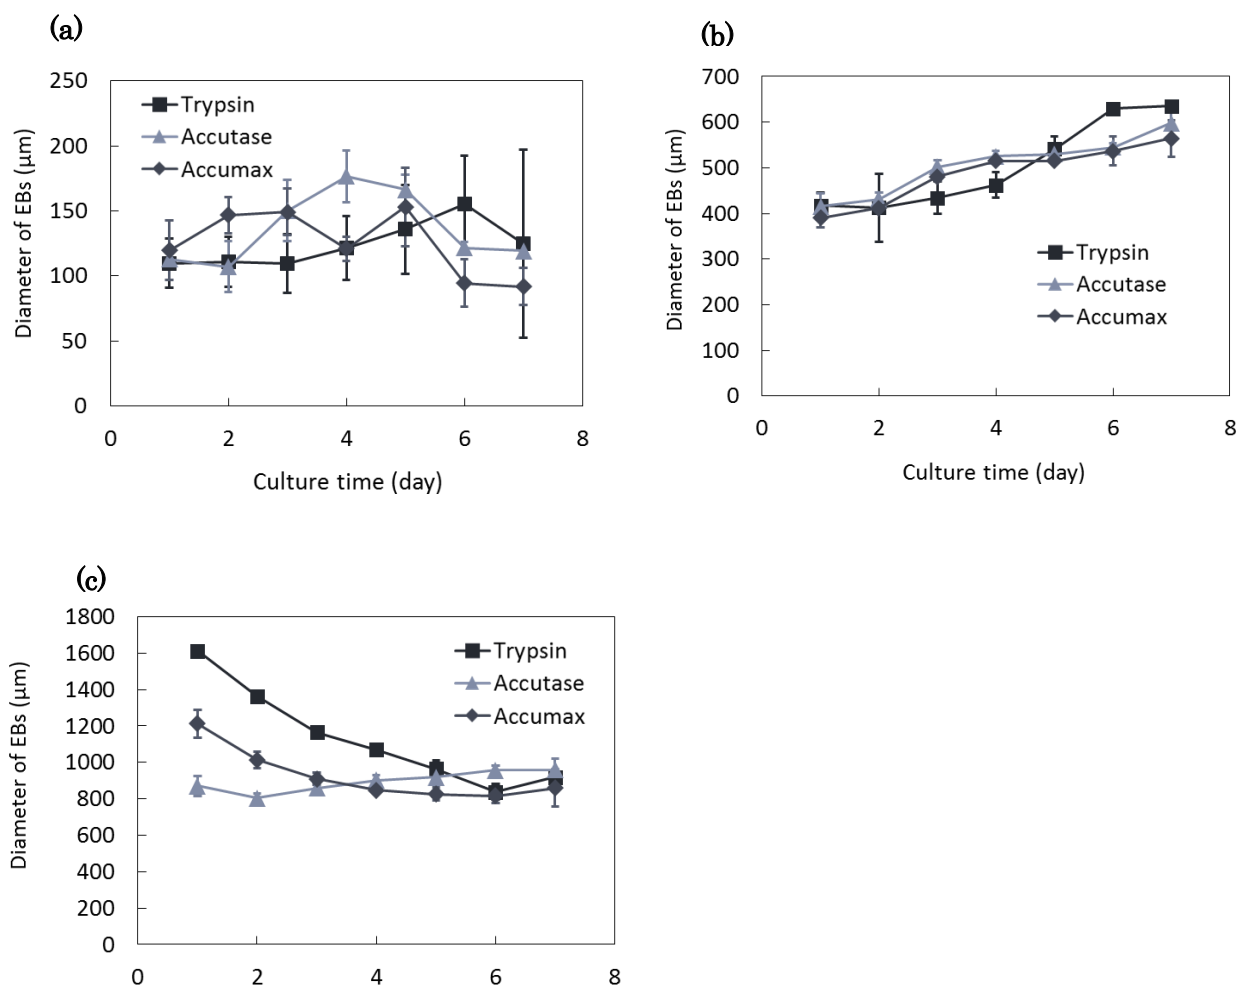 (a)
250
200
150
100
50
0
0 2 4 6 8
Diameter of EBs (μm)
Culture time (day)
Trypsin
Accutase
Accumax
(b)
700
600
500
400
300
200
100
0
0 2 4 6 8
Diameter of EBs (μm)
Culture time (day)
Trypsin
Accutase
Accumax
(c)
1800
1600
1400
1200
1000
800
600
400
200
0
0 2 4 6 8
Diameter of EBs (μm)
Trypsin
Accutase
Accumax